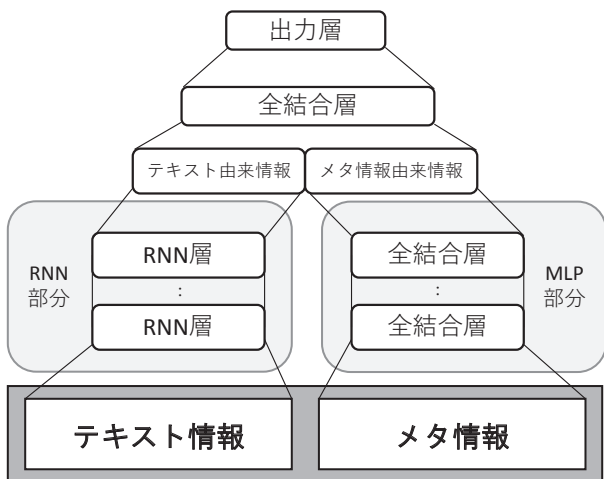 出力層
全結合層
テキスト由来情報 メタ情報由来情報
RNN
部分
RNN層
:
RNN層
全結合層
:
全結合層
MLP
部分
テキスト情報 メタ情報